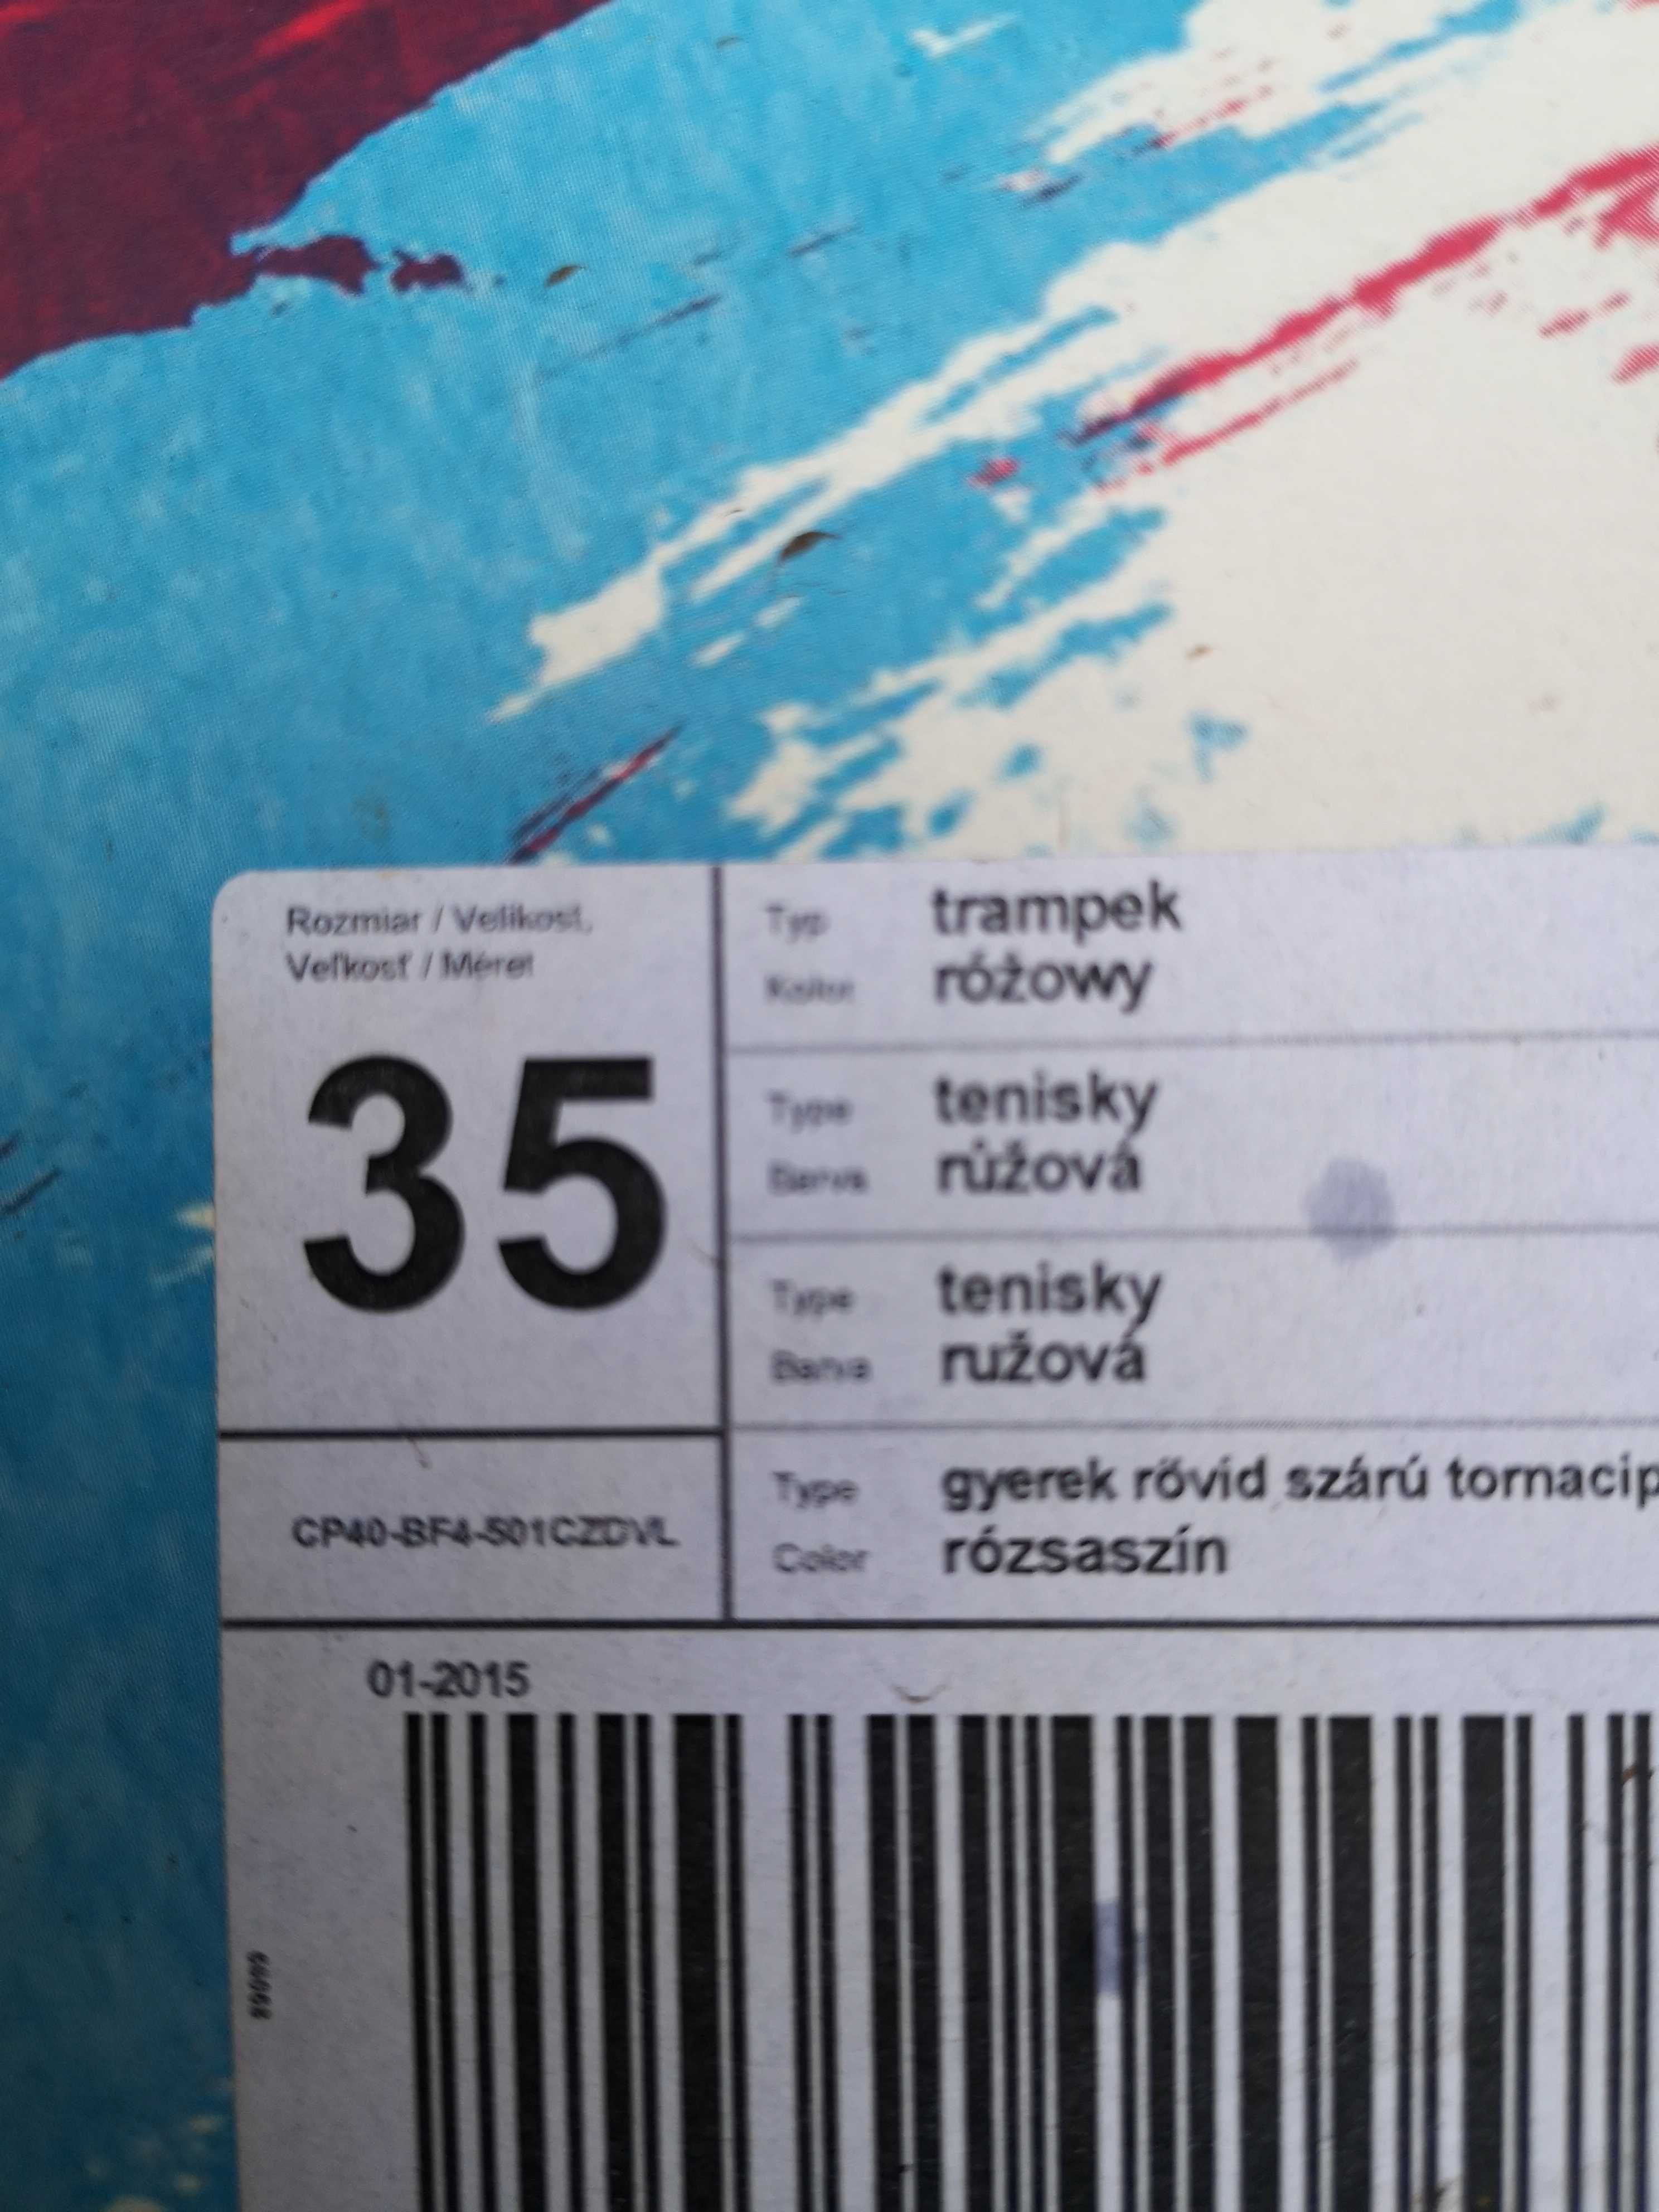 Rozmiar / Velikost,
Veľkosť / Méret
35
Typ trampek
Kolor różowy
Type tenisky
Barva růžová
Type tenisky
Barva ružová
Type gyerek rövid szárú tornacip
Color rózsaszín
CP40-BF4-501CZDVL
01-2015